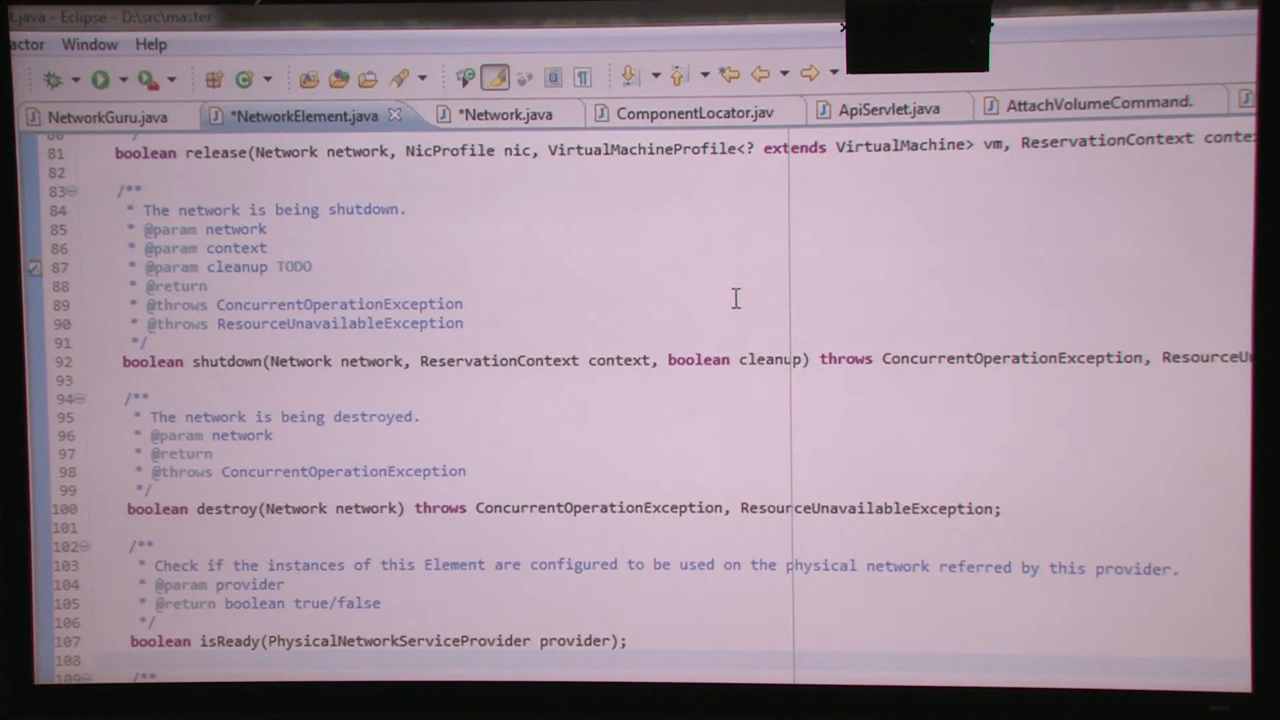 t.java - Eclipse - D:\src\master
actor Window Help
NetworkGuru.java *NetworkElement.java *Network.java ComponentLocator.jav ApiServlet.java AttachVolumeCommand.
80
81 boolean release(Network network, NicProfile nic, VirtualMachineProfile<? extends VirtualMachine> vm, ReservationContext conte
82
83 /**
84 * The network is being shutdown.
85 * @param network
86 * @param context
87 * @param cleanup TODO
88 * @return
89 * @throws ConcurrentOperationException
90 * @throws ResourceUnavailableException
91 */
92 boolean shutdown(Network network, ReservationContext context, boolean cleanup) throws ConcurrentOperationException, ResourceU
93
94 /**
95 * The network is being destroyed.
96 * @param network
97 * @return
98 * @throws ConcurrentOperationException
99 */
100 boolean destroy(Network network) throws ConcurrentOperationException, ResourceUnavailableException;
101
102 /**
103 * Check if the instances of this Element are configured to be used on the physical network referred by this provider.
104 * @param provider
105 * @return boolean true/false
106 */
107 boolean isReady(PhysicalNetworkServiceProvider provider);
108
109 /**